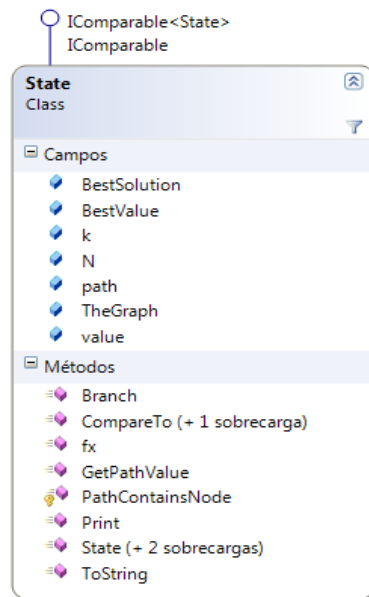 IComparable<State>
IComparable
State
Class
Campos
BestSolution
BestValue
k
N
path
TheGraph
value
Métodos
Branch
CompareTo (+ 1 sobrecarga)
fx
GetPathValue
PathContainsNode
Print
State (+ 2 sobrecargas)
ToString